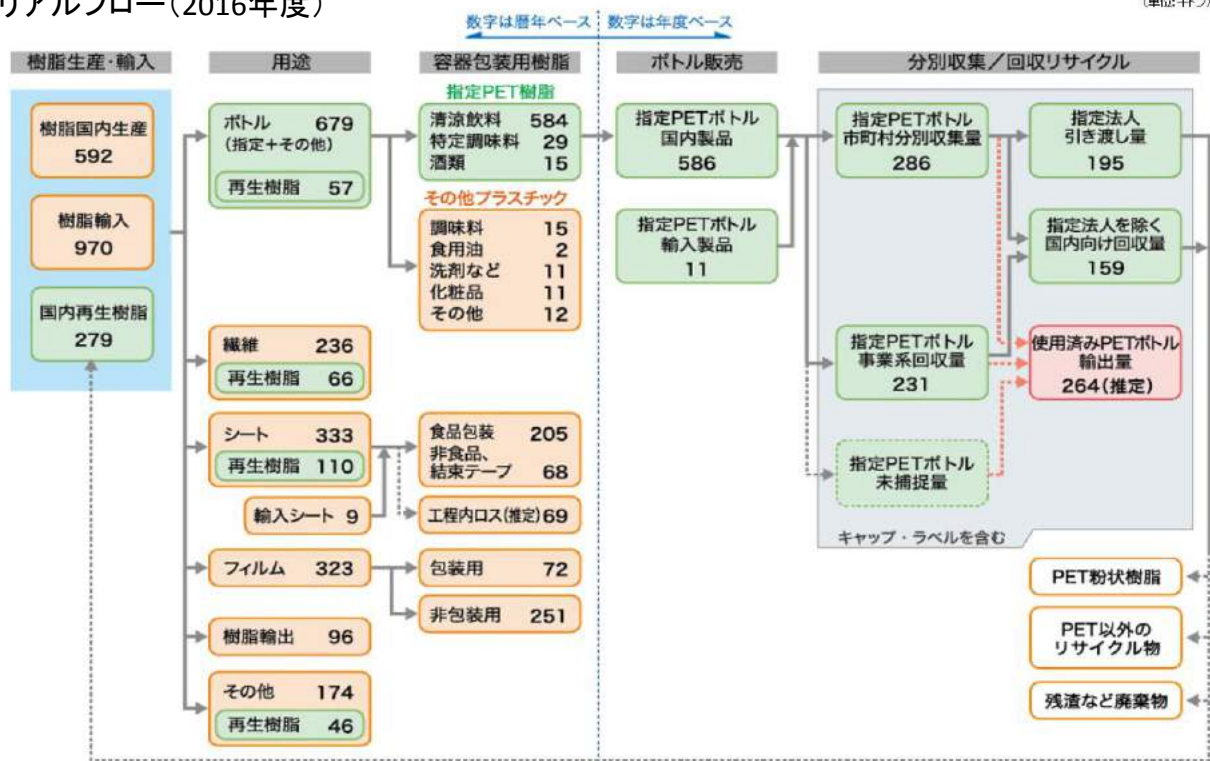 リアルフロー(2016年度)
(単位:千トン)
数字は暦年ベース 数字は年度ベース
樹脂生産・輸入
用途
容器包装用樹脂
ボトル販売
分別収集/回収リサイクル
樹脂国内生産
592
樹脂輸入
970
国内再生樹脂
279
ボトル 679
(指定+その他)
再生樹脂 57
繊維 236
再生樹脂 66
シート 333
再生樹脂 110
輸入シート 9
フィルム 323
樹脂輸出 96
その他 174
再生樹脂 46
指定PET樹脂
清涼飲料 584
特定調味料 29
酒類 15
その他プラスチック
調味料 15
食用油 2
洗剤など 11
化粧品 11
その他 12
食品包装 205
非食品、
結束テープ 68
工程内ロス(推定)69
包装用 72
非包装用 251
指定PETボトル
国内製品
586
指定PETボトル
輸入製品
11
指定PETボトル
市町村分別収集量
286
指定PETボトル
事業系回収量
231
指定PETボトル
未捕捉量
キャップ・ラベルを含む
指定法人
引き渡し量
195
指定法人を除く
国内向け回収量
159
使用済みPETボトル
輸出量
264(推定)
PET粉状樹脂
PET以外の
リサイクル物
残渣など廃棄物